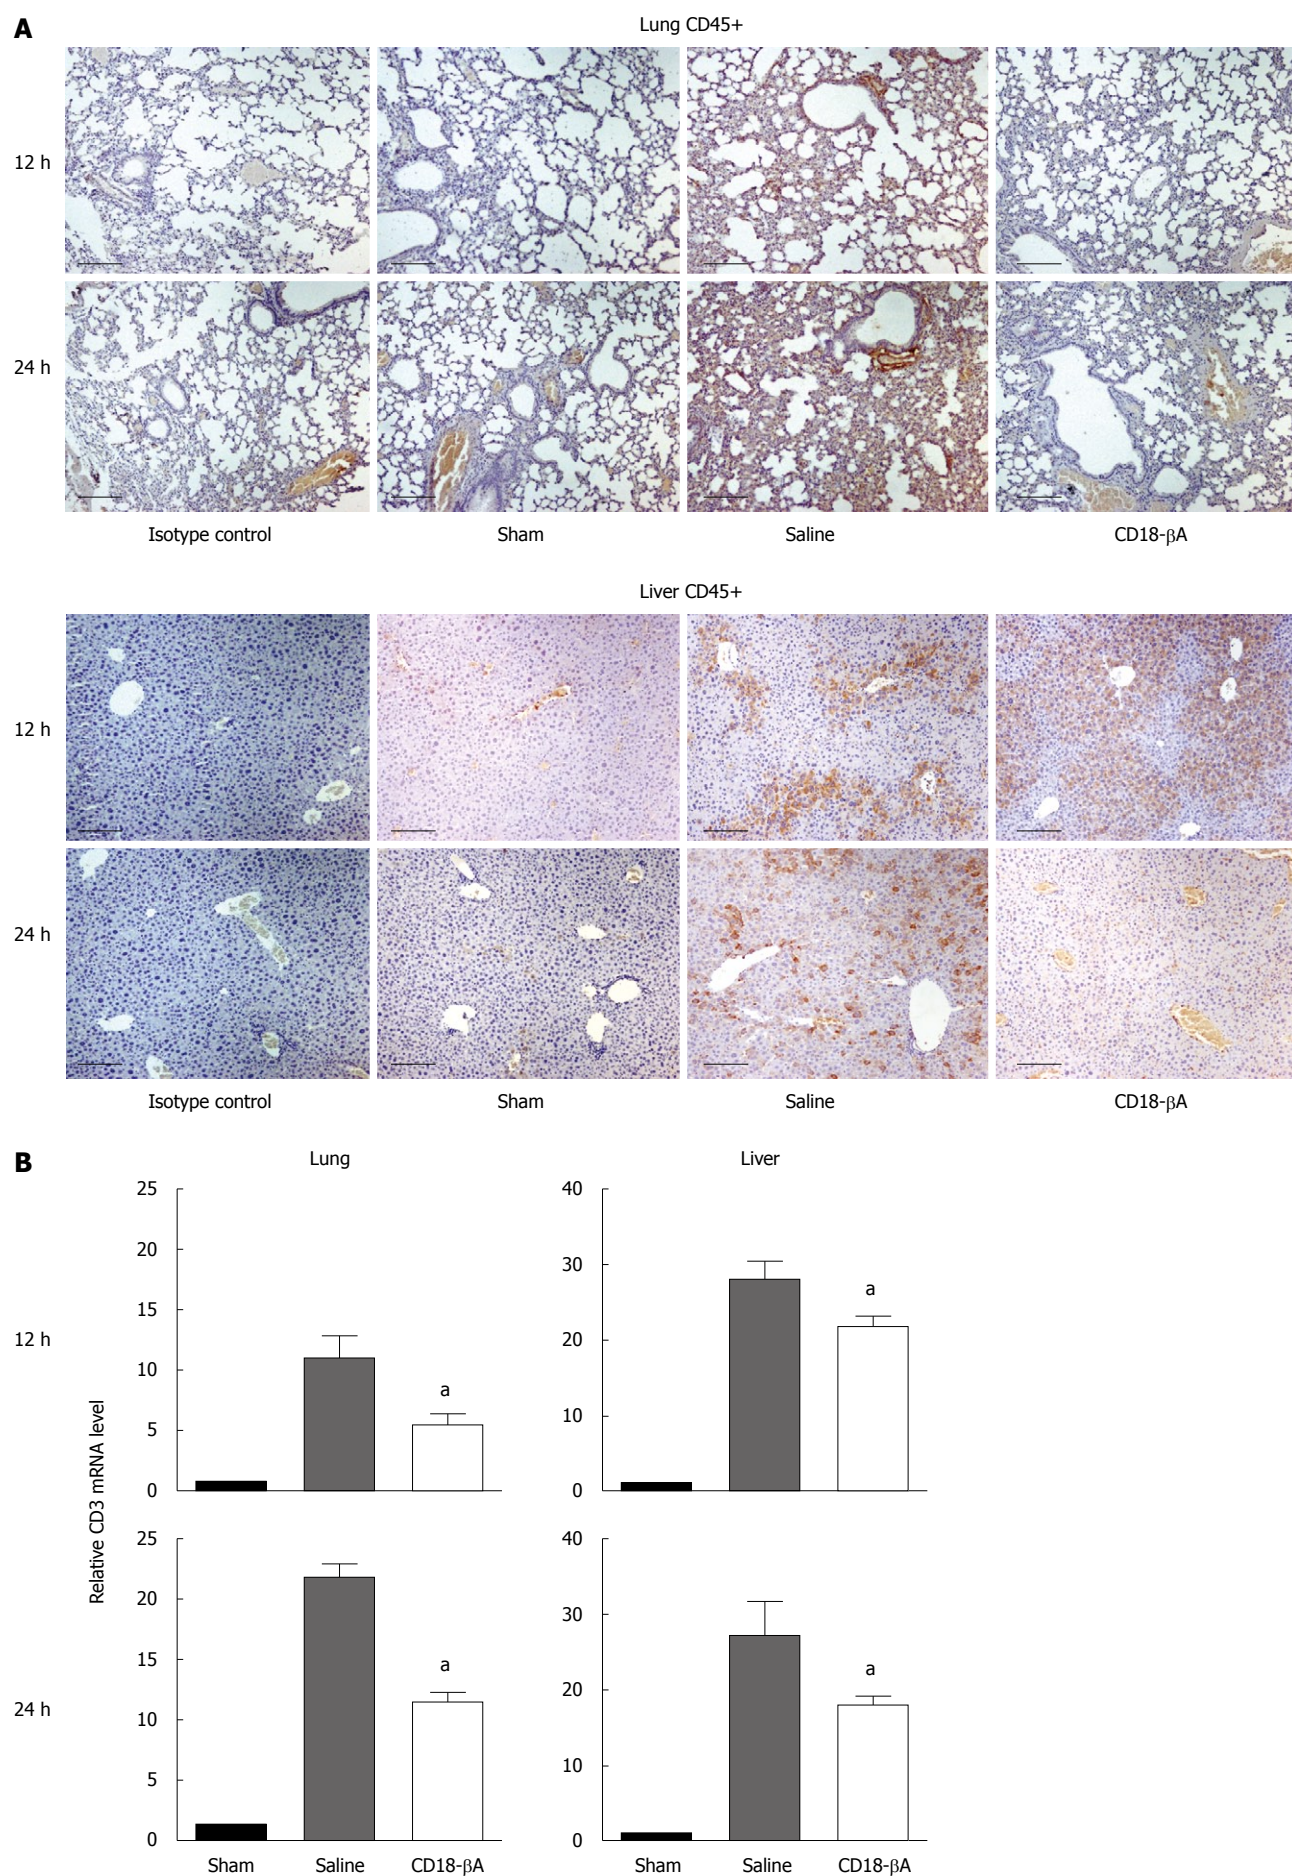 A
Lung CD45+
12 h
24 h
Isotype control Sham Saline CD18-βA
Liver CD45+
12 h
24 h
Isotype control Sham Saline CD18-βA
B
Lung Liver
Relative CD3 mRNA level
12 h
25
20
15
10
5
0
a
40
30
20
10
0
a
24 h
25
20
15
10
5
0
a
40
30
20
10
0
a
Sham Saline CD18-βA Sham Saline CD18-βA